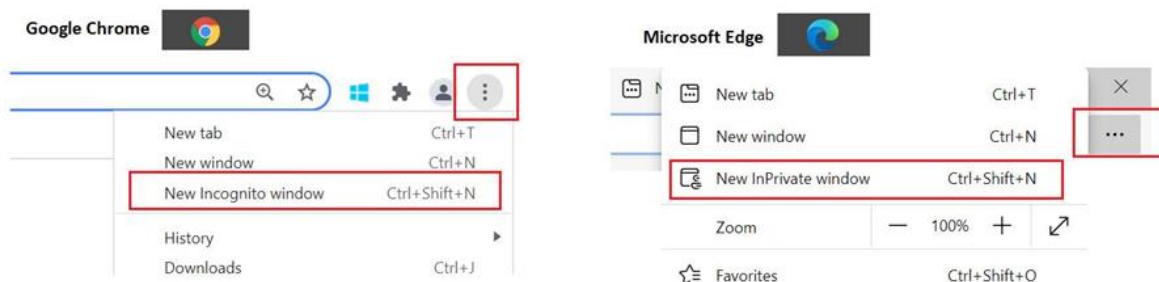 Google Chrome
New tab Ctrl+T
New window Ctrl+N
New Incognito window Ctrl+Shift+N
History
Downloads Ctrl+J
Microsoft Edge
N
New tab Ctrl+T
New window Ctrl+N
New InPrivate window Ctrl+Shift+N
Zoom 100%
Favorites Ctrl+Shift+O